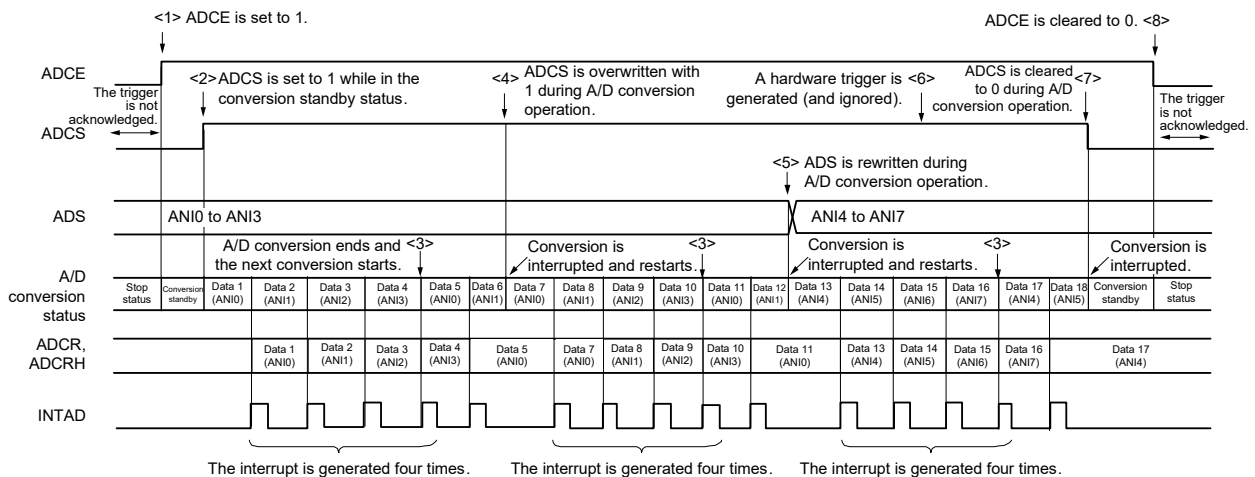 <1> ADCE is set to 1.
ADCE is cleared to 0. <8>
ADCE
The trigger
is not
acknowledged.
<2> ADCS is set to 1 while in the
conversion standby status.
<4> ADCS is overwritten with
1 during A/D conversion
operation.
A hardware trigger is <6>
generated (and ignored).
ADCS is cleared <7>
to 0 during A/D
conversion operation.
The trigger
is not
acknowledged.
ADCS
<5> ADS is rewritten during
A/D conversion operation.
ADS
ANI0 to ANI3
ANI4 to ANI7
A/D conversion ends and <3>
the next conversion starts.
Conversion is <3>
interrupted and restarts.
Conversion is <3>
interrupted and restarts.
Conversion is
interrupted.
A/D
conversion
status
Stop
status
Conversion
standby
Data 1
(ANI0)
Data 2
(ANI1)
Data 3
(ANI2)
Data 4
(ANI3)
Data 5
(ANI0)
Data 6
(ANI1)
Data 7
(ANI0)
Data 8
(ANI1)
Data 9
(ANI2)
Data 10
(ANI3)
Data 11
(ANI0)
Data 12
(ANI1)
Data 13
(ANI4)
Data 14
(ANI5)
Data 15
(ANI6)
Data 16
(ANI7)
Data 17
(ANI4)
Data 18
(ANI5)
Conversion
standby
Stop
status
ADCR,
ADCRH
Data 1
(ANI0)
Data 2
(ANI1)
Data 3
(ANI2)
Data 4
(ANI3)
Data 5
(ANI0)
Data 7
(ANI0)
Data 8
(ANI1)
Data 9
(ANI2)
Data 10
(ANI3)
Data 11
(ANI0)
Data 13
(ANI4)
Data 14
(ANI5)
Data 15
(ANI6)
Data 16
(ANI7)
Data 17
(ANI4)
INTAD
The interrupt is generated four times.
The interrupt is generated four times.
The interrupt is generated four times.